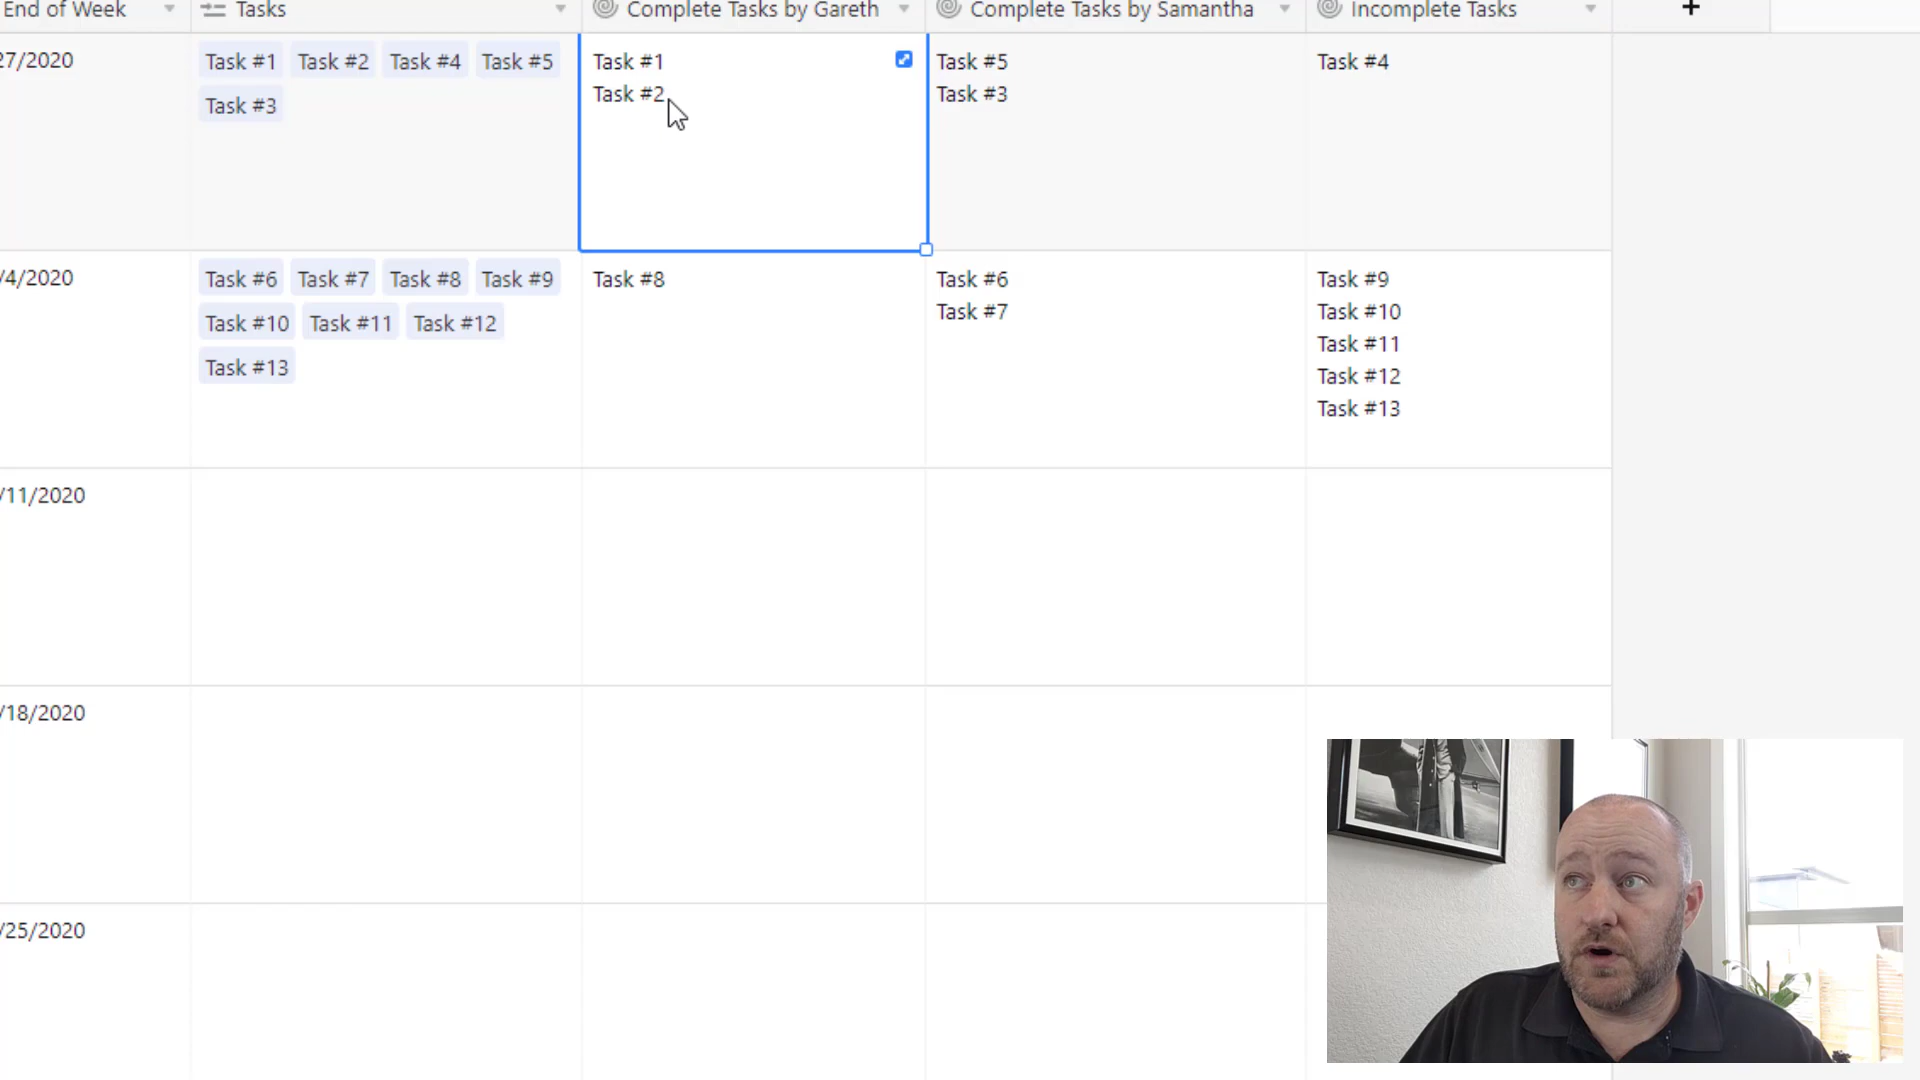 End of Week Tasks Complete Tasks by Gareth Complete Tasks by Samantha Incomplete Tasks +
27/2020 Task #1 Task #2 Task #4 Task #5 Task #1 Task #5 Task #4
Task #3 Task #2 Task #3
/4/2020 Task #6 Task #7 Task #8 Task #9 Task #8 Task #6 Task #9
Task #10 Task #11 Task #12 Task #7 Task #10
Task #13 Task #11
Task #12
Task #13
/11/2020
/18/2020
/25/2020